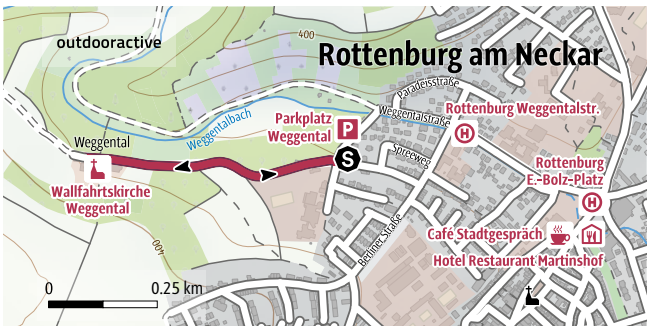 outdooractive
400
Rottenburg am Neckar
Paradeisstraße
Rottenburg Weggentalstr.
Weggentalstraße
H
Parkplatz
Weggental
P
Weggentalbach
Weggental
S
Spreeweg
Rottenburg
E.-Bolz-Platz
H
Wallfahrtskirche
Weggental
Berliner Straße
Café Stadtgespräch
Hotel Restaurant Martinshof
400
0
0.25 km